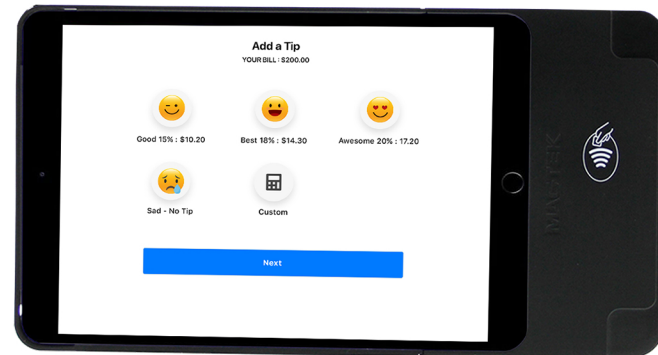 Add a Tip
YOUR BILL : $200.00
Good 15% : $10.20
Best 18% : $14.30
Awesome 20% : 17.20
Sad - No Tip
Custom
Next
MAGTEK